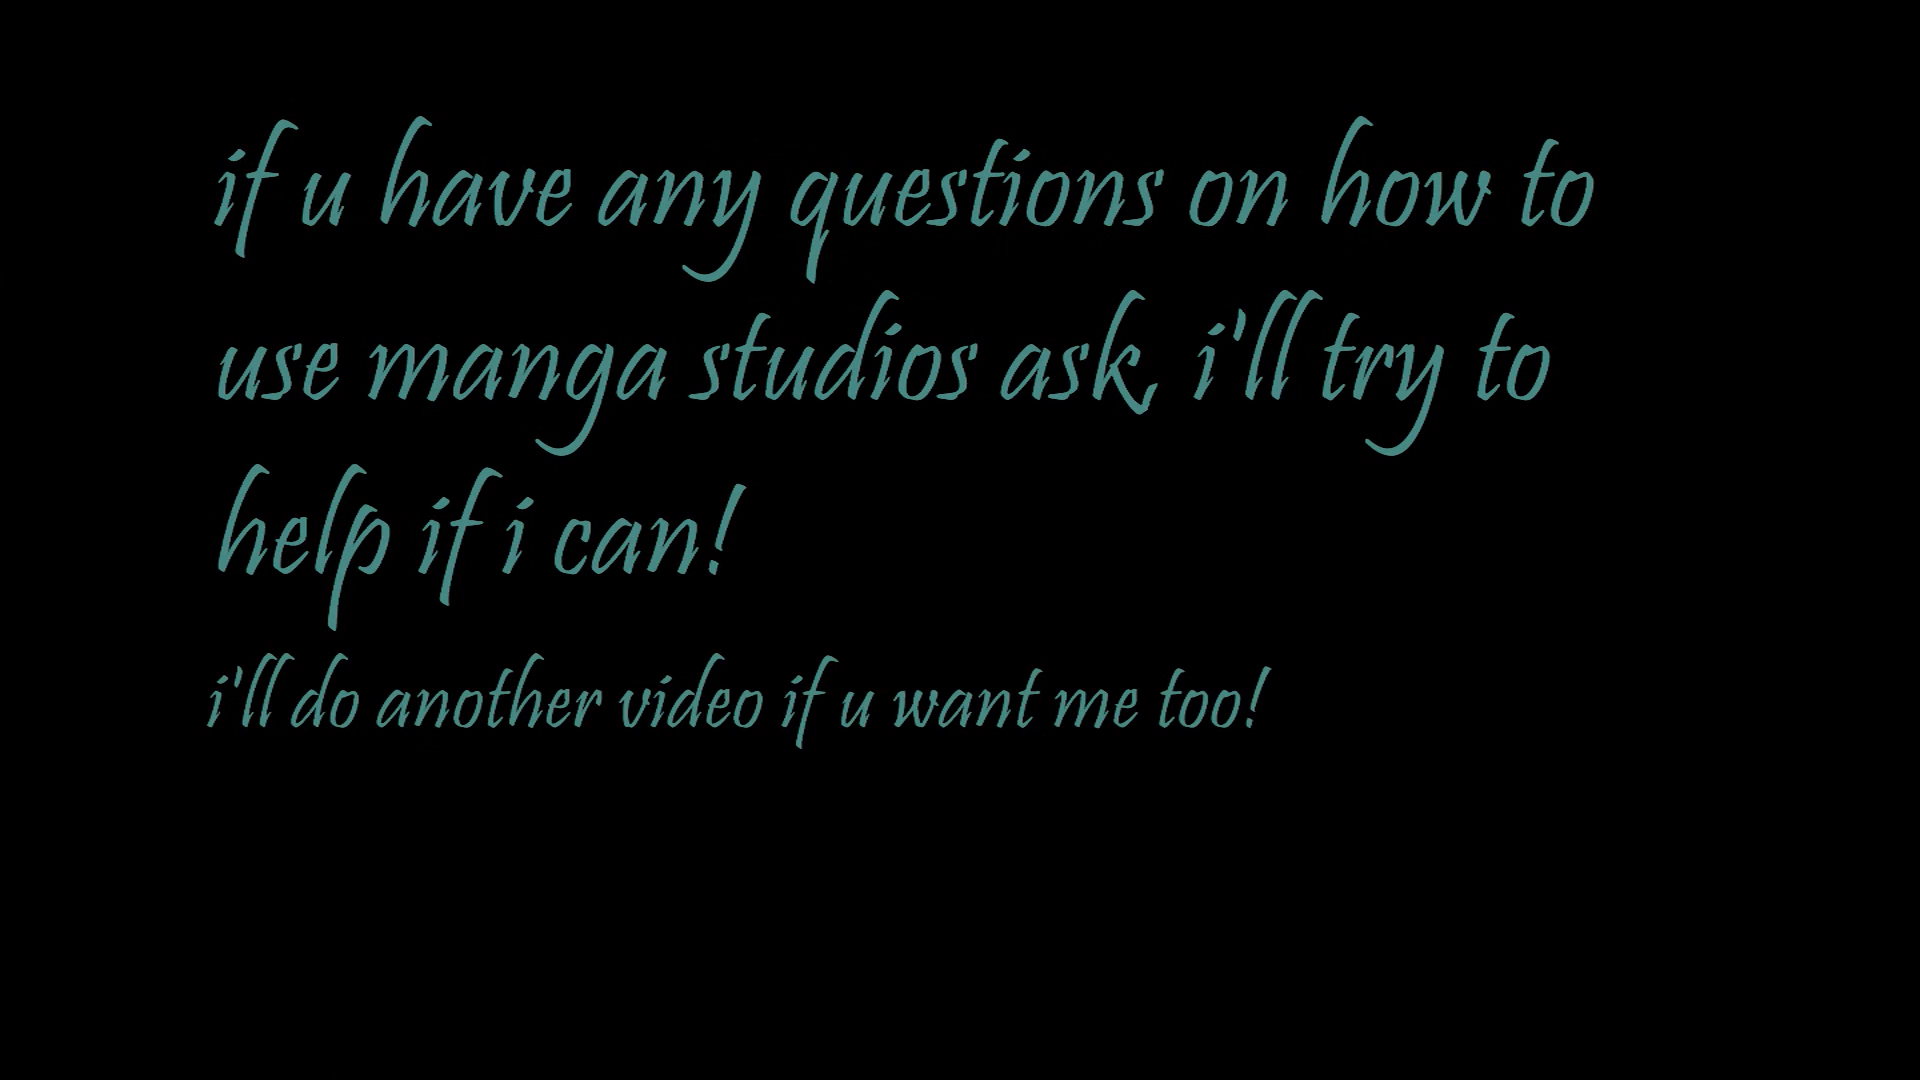 if u have any questions on how to
use manga studios ask, i'll try to
help if i can!
i'll do another video if u want me too!